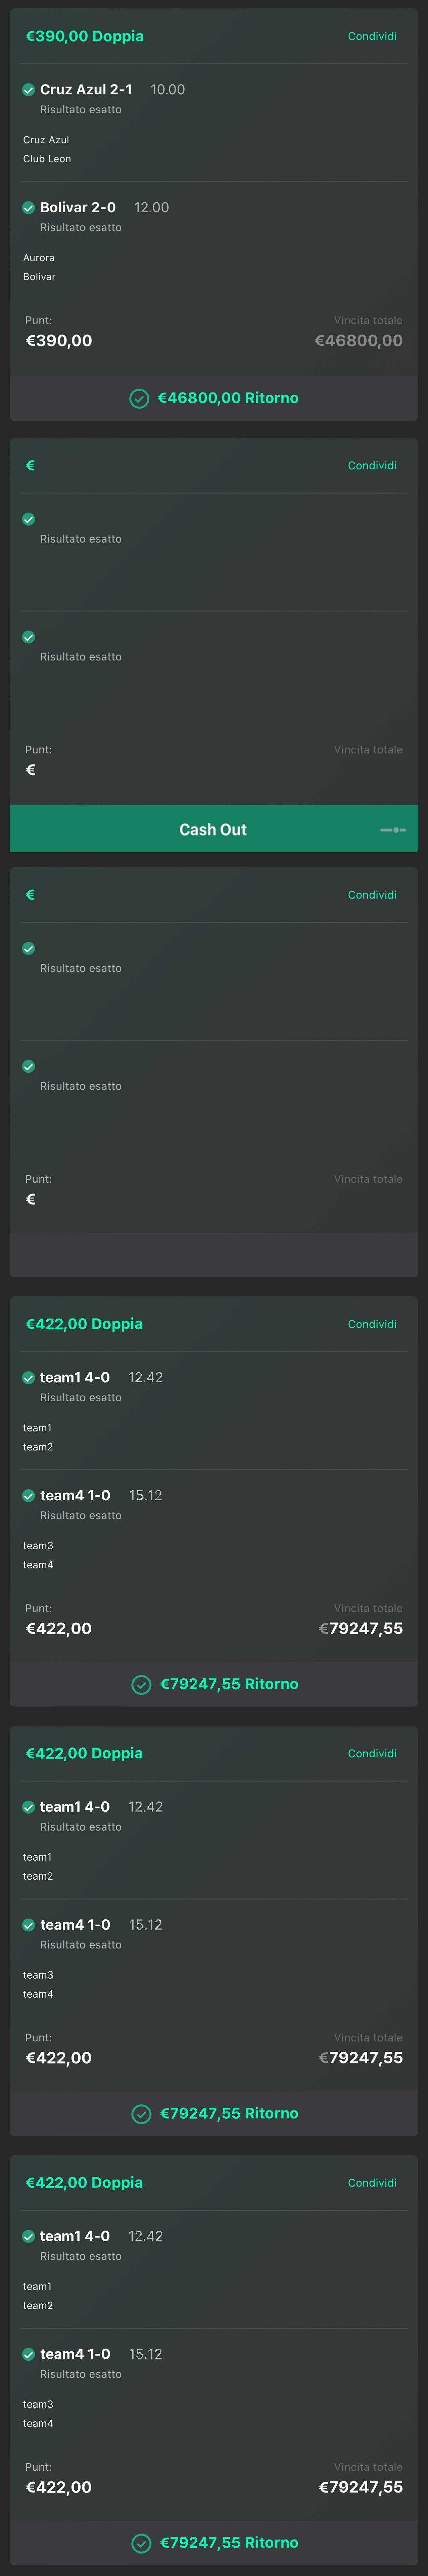 €390,00 Doppia Condividi
Cruz Azul 2-1 10.00
Risultato esatto
Cruz Azul
Club Leon
Bolivar 2-0 12.00
Risultato esatto
Aurora
Bolivar
Punt: Vincita totale
€390,00 €46800,00
€46800,00 Ritorno
€ Condividi
Risultato esatto
Risultato esatto
Punt: Vincita totale
€
Cash Out
€ Condividi
Risultato esatto
Risultato esatto
Punt: Vincita totale
€
€422,00 Doppia Condividi
team1 4-0 12.42
Risultato esatto
team1
team2
team4 1-0 15.12
Risultato esatto
team3
team4
Punt: Vincita totale
€422,00 €79247,55
€79247,55 Ritorno
€422,00 Doppia Condividi
team1 4-0 12.42
Risultato esatto
team1
team2
team4 1-0 15.12
Risultato esatto
team3
team4
Punt: Vincita totale
€422,00 €79247,55
€79247,55 Ritorno
€422,00 Doppia Condividi
team1 4-0 12.42
Risultato esatto
team1
team2
team4 1-0 15.12
Risultato esatto
team3
team4
Punt: Vincita totale
€422,00 €79247,55
€79247,55 Ritorno